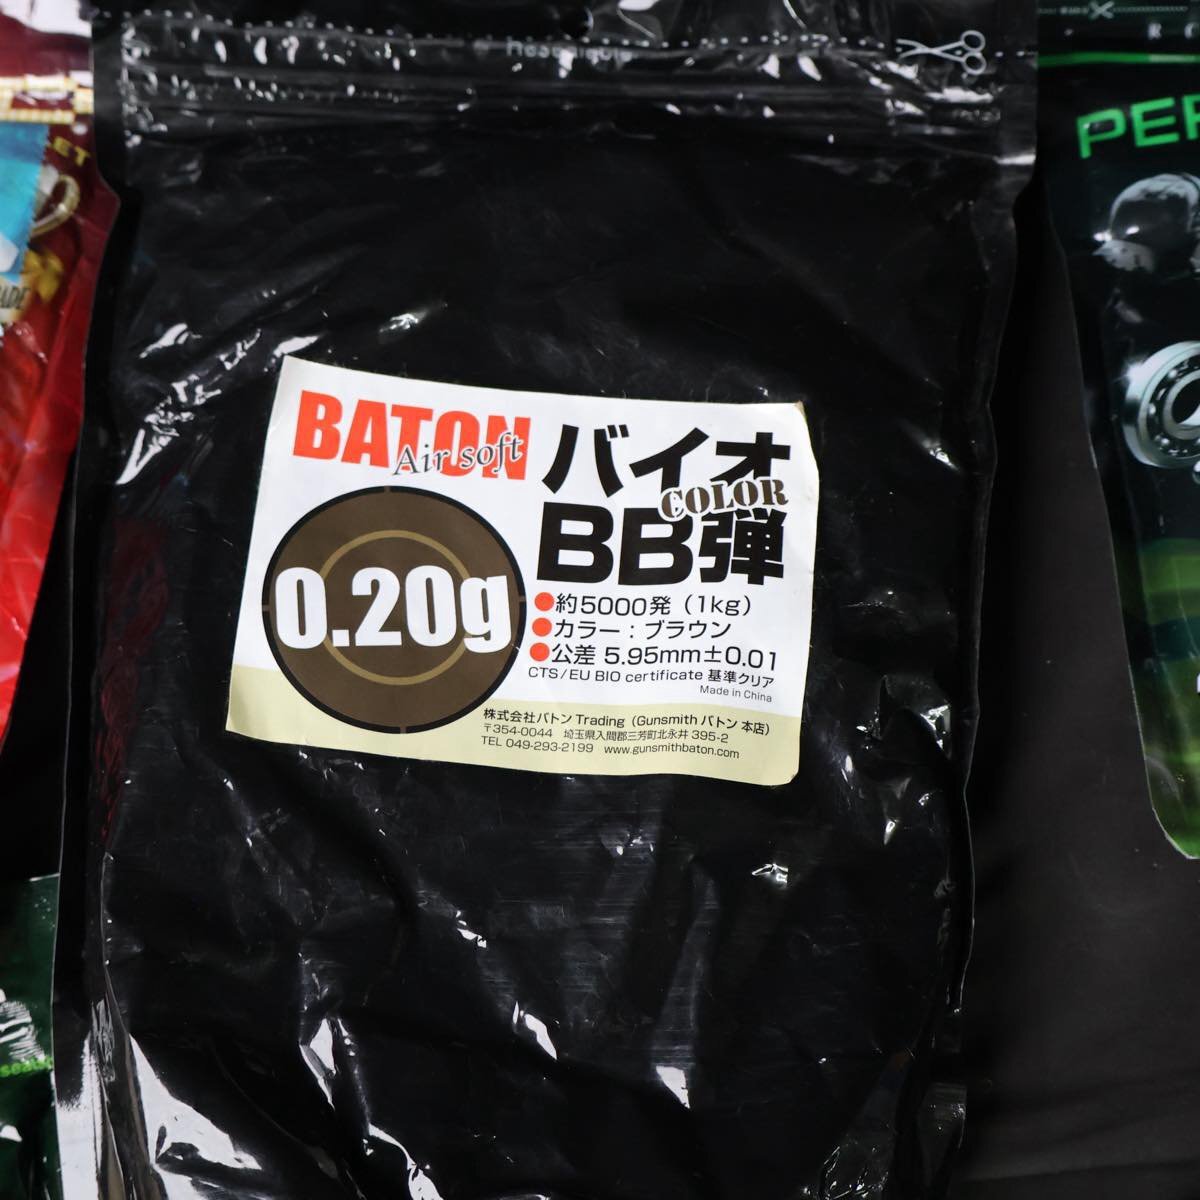 Resealable
BATON
Air soft
バイオ
COLOR
BB弾
0.20g
●約5000発（1kg）
●カラー：ブラウン
●公差 5.95mm±0.01
CTS/EU BIO certificate 基準クリア
Made in China
株式会社バトン Trading（Gunsmith バトン 本店）
〒354-0044 埼玉県入間郡三芳町北永井 395-2
TEL 049-293-2199 www.gunsmithbaton.com